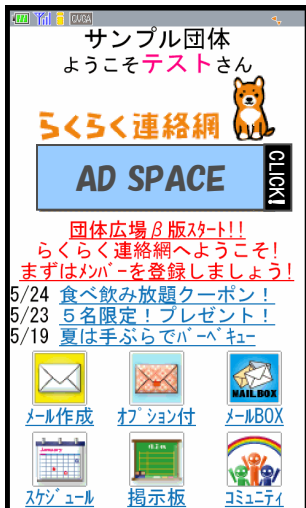 QVGA
サンプル団体
ようこそテストさん
らくらく連絡網
AD SPACE
CLICK!
団体広場β版ｽﾀｰﾄ!!
らくらく連絡網へようこそ!
まずはﾒﾝﾊﾞｰを登録しましょう!
5/24 食べ飲み放題クーポン！
5/23 ５名限定！プレゼント！
5/19 夏は手ぶらでﾊﾞｰﾍﾞｷｭｰ
MAILBOX
ﾒｰﾙ作成 ｵﾌﾟｼｮﾝ付 ﾒｰﾙBOX
January 掲示板
ｽｹｼﾞｭｰﾙ 掲示板 ｺﾐｭﾆﾃｨ